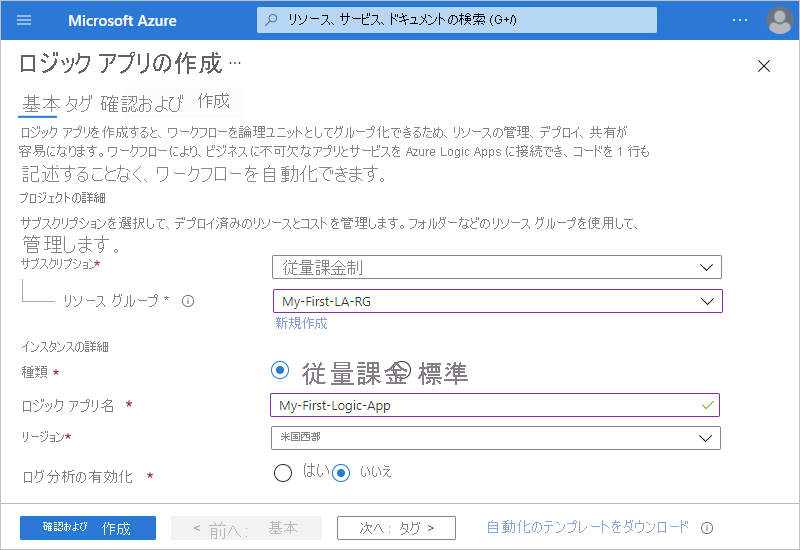 Microsoft Azure
リソース、サービス、ドキュメントの検索 (G+/)
ロジック アプリの作成 ...
基本 タグ 確認および 作成
ロジック アプリを作成すると、ワークフローを論理ユニットとしてグループ化できるため、リソースの管理、デプロイ、共有が
容易になります。ワークフローにより、ビジネスに不可欠なアプリとサービスを Azure Logic Apps に接続でき、コードを 1 行も
記述することなく、ワークフローを自動化できます。
プロジェクトの詳細
サブスクリプションを選択して、デプロイ済みのリソースとコストを管理します。フォルダーなどのリソース グループを使用して、
管理します。
サブスクリプション* 従量課金制
リソース グループ * My-First-LA-RG
新規作成
インスタンスの詳細
種類 * 従量課金 標準
ロジック アプリ名 * My-First-Logic-App
リージョン* 米国西部
ログ分析の有効化 * はい いいえ
確認および 作成 < 前へ: 基本 次へ: タグ > 自動化のテンプレートをダウンロード